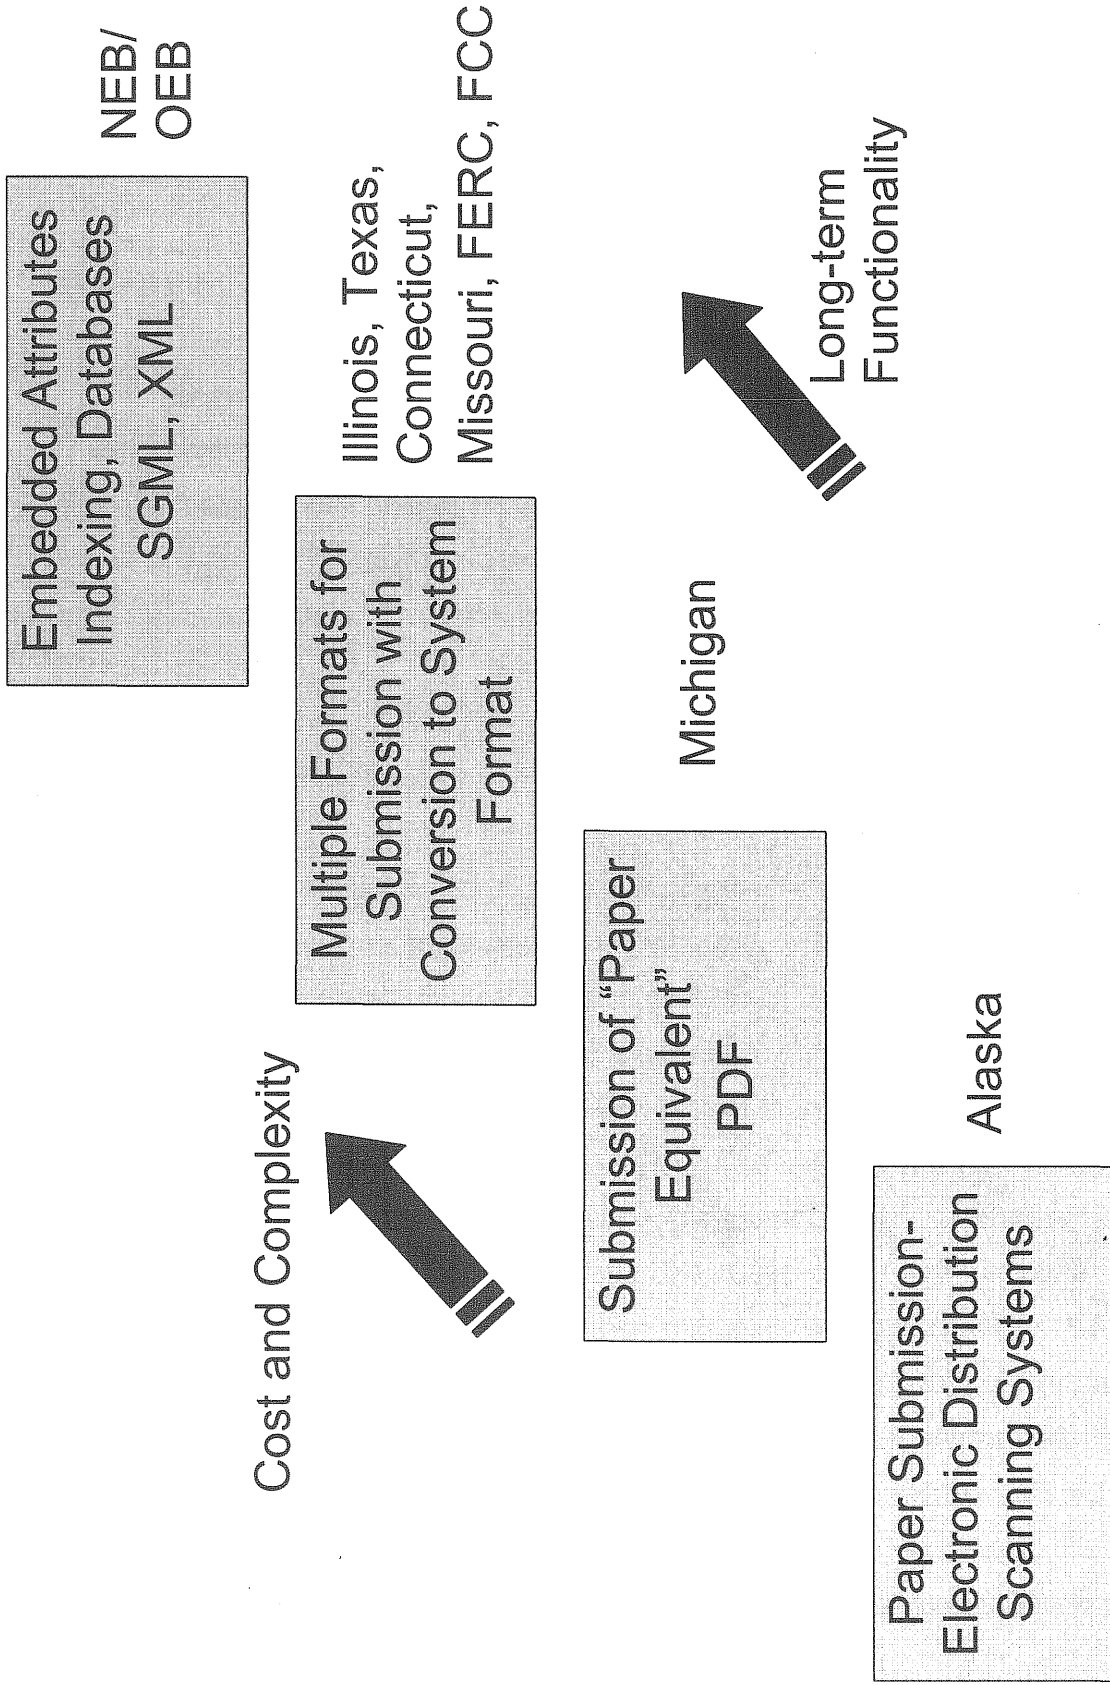 Embedded Attributes
Indexing, Databases
SGML, XML
NEB/
OEB
Cost and Complexity
Multiple Formats for
Submission with
Conversion to System
Format
Illinois, Texas,
Connecticut,
Missouri, FERC, FCC
Submission of “Paper
Equivalent”
PDF
Michigan
Long-term
Functionality
Paper Submission-
Electronic Distribution
Scanning Systems
Alaska